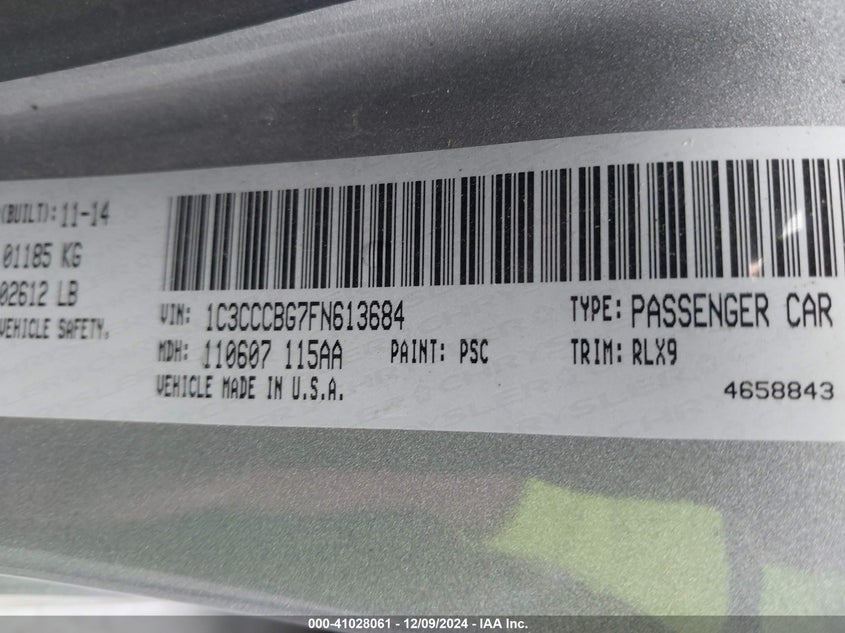 (BUILT): 11-14
01185 KG
02612 LB
VEHICLE SAFETY.
VIN: 1C3CCCBG7FN613684
TYPE: PASSENGER CAR
MDH: 110607 115AA PAINT: PSC TRIM: RLX9
VEHICLE MADE IN U.S.A.
4658843
CHRYSLER
000-41028061 - 12/09/2024 - IAA Inc.